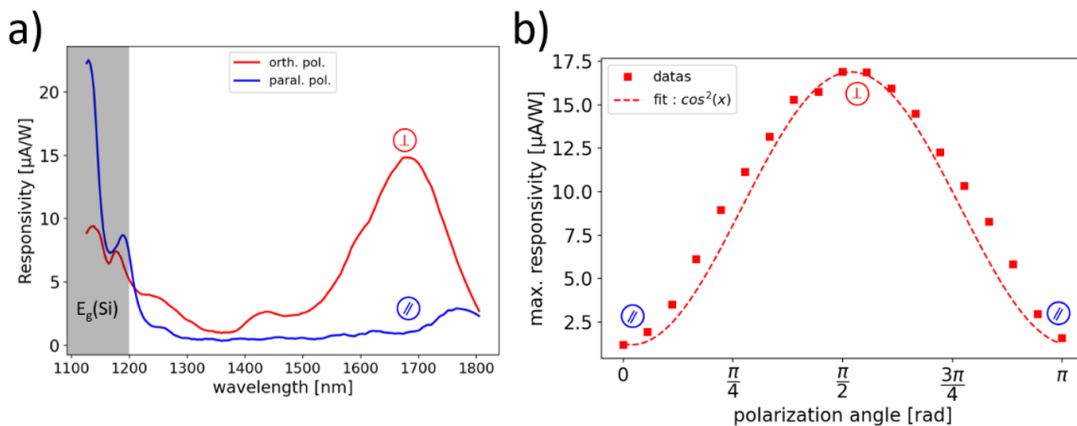 a)
Responsivity [μA/W]
20
15
10
5
0
orth. pol.
paral. pol.
⊥
//
Eg(Si)
1100 1200 1300 1400 1500 1600 1700 1800
wavelength [nm]
b)
max. responsivity [μA/W]
17.5
15.0
12.5
10.0
7.5
5.0
2.5
datas
fit : cos²(x)
⊥
//
//
0 π/4 π/2 3π/4 π
polarization angle [rad]